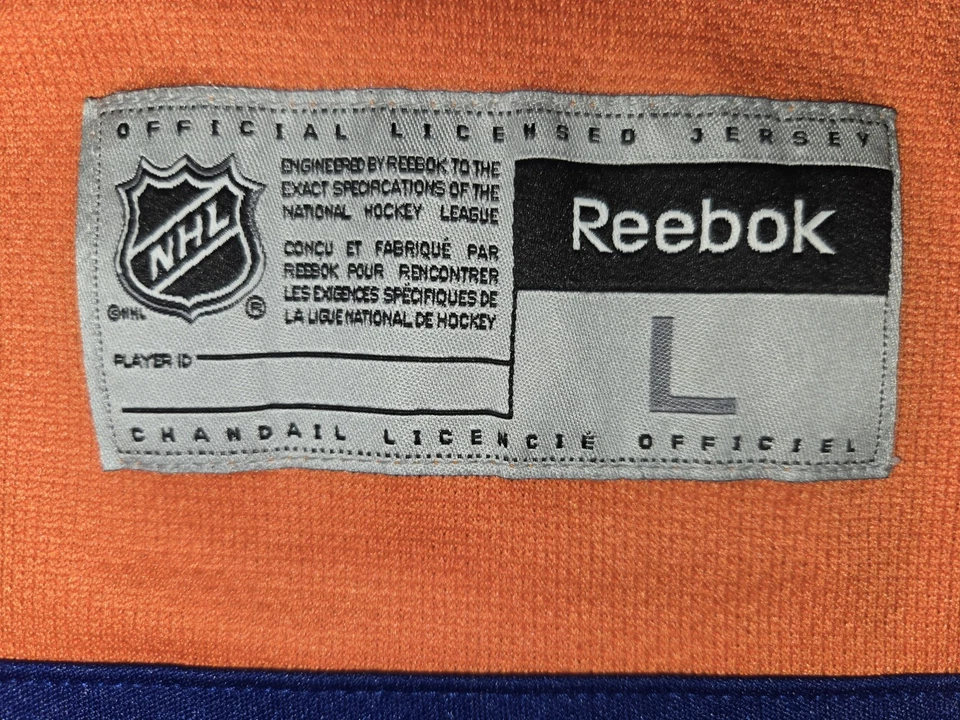 OFFICIAL LICENSED JERSEY
NHL
©NHL
®
ENGINEERED BY REEBOK TO THE
EXACT SPECIFICATIONS OF THE
NATIONAL HOCKEY LEAGUE
CONÇU ET FABRIQUÉ PAR
REEBOK POUR RENCONTRER
LES EXIGENCES SPÉCIFIQUES DE
LA LIGUE NATIONAL DE HOCKEY
PLAYER ID
Reebok
L
CHANDAIL LICENCIÉ OFFICIEL